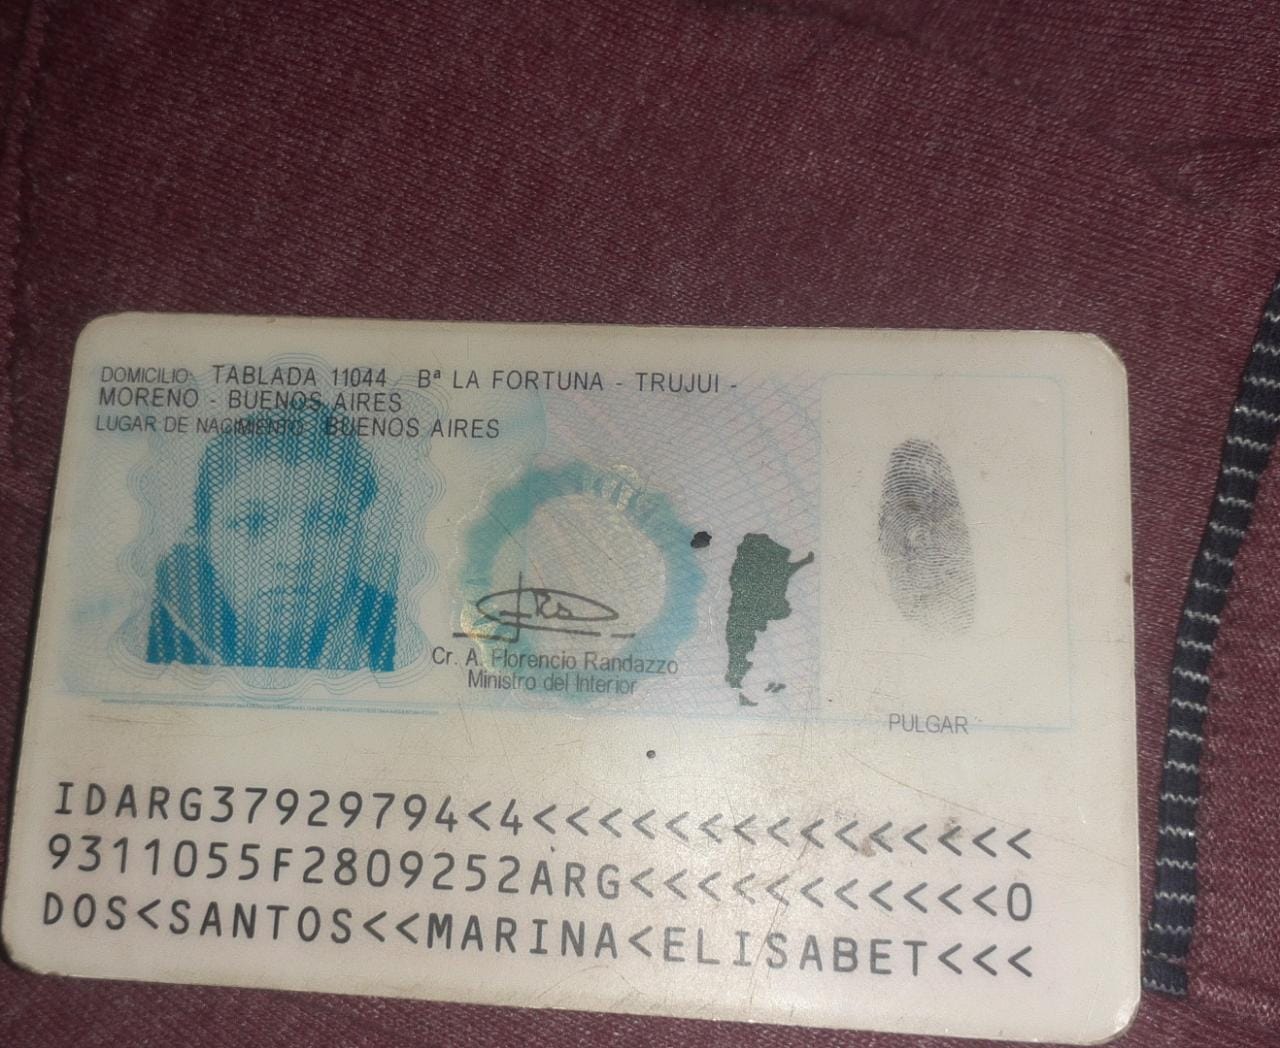 DOMICILIO: TABLADA 11044 Bª LA FORTUNA - TRUJUI -
MORENO - BUENOS AIRES
LUGAR DE NACIMIENTO: BUENOS AIRES
Cr. A. Florencio Randazzo
Ministro del Interior
PULGAR
IDARG37929794<4<<<<<<<<<<<<<<<
9311055F2809252ARG<<<<<<<<<<<0
DOS<SANTOS<<MARINA<ELISABET<<<